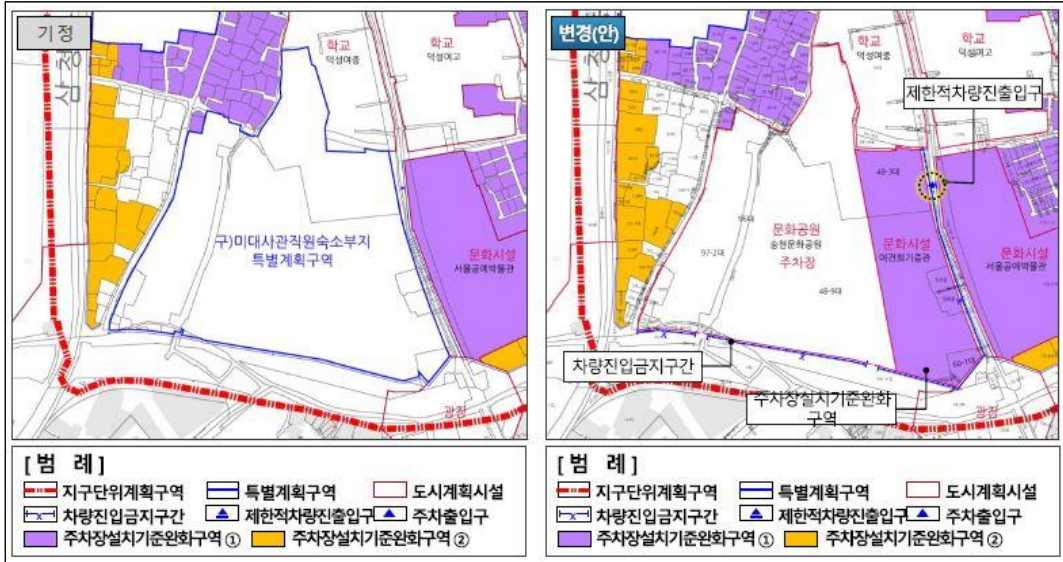 기정
삼청
학교
덕성여중
학교
덕성여고
구)미대사관직원숙소부지
특별계획구역
문화시설
서울공예박물관
광장
[범 례]
지구단위계획구역
특별계획구역
도시계획시설
차량진입금지구간
제한적차량진출입구
주차출입구
주차장설치기준완화구역 ①
주차장설치기준완화구역 ②
변경(안)
삼청
학교
덕성여중
학교
덕성여고
제한적차량진출입구
48-3대
문화공원
송현문화공원
주차장
97-2대
48-9대
문화시설
이건희기증관
문화시설
서울공예박물관
차량진입금지구간
주차장설치기준완화
구역
광장
[범 례]
지구단위계획구역
특별계획구역
도시계획시설
차량진입금지구간
제한적차량진출입구
주차출입구
주차장설치기준완화구역 ①
주차장설치기준완화구역 ②